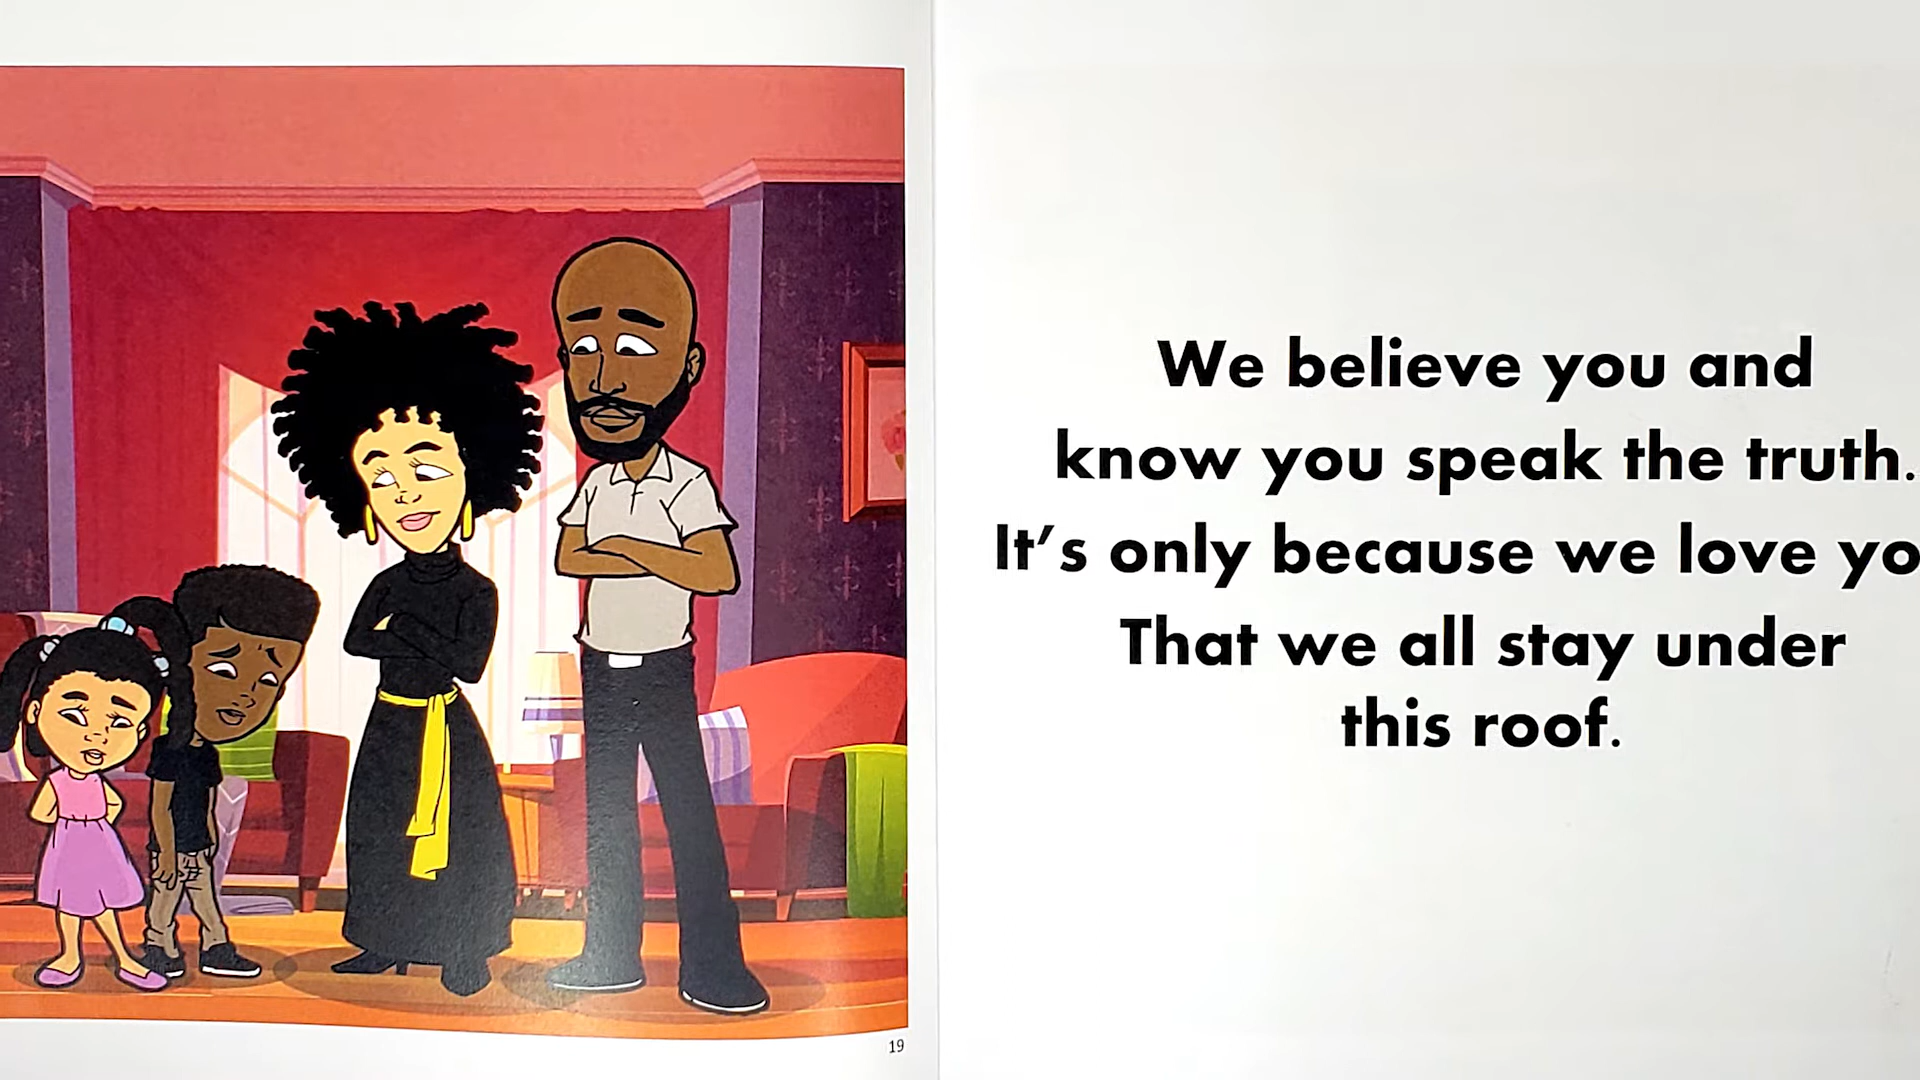 We believe you and
know you speak the truth.
It's only because we love yo
That we all stay under
this roof.
19